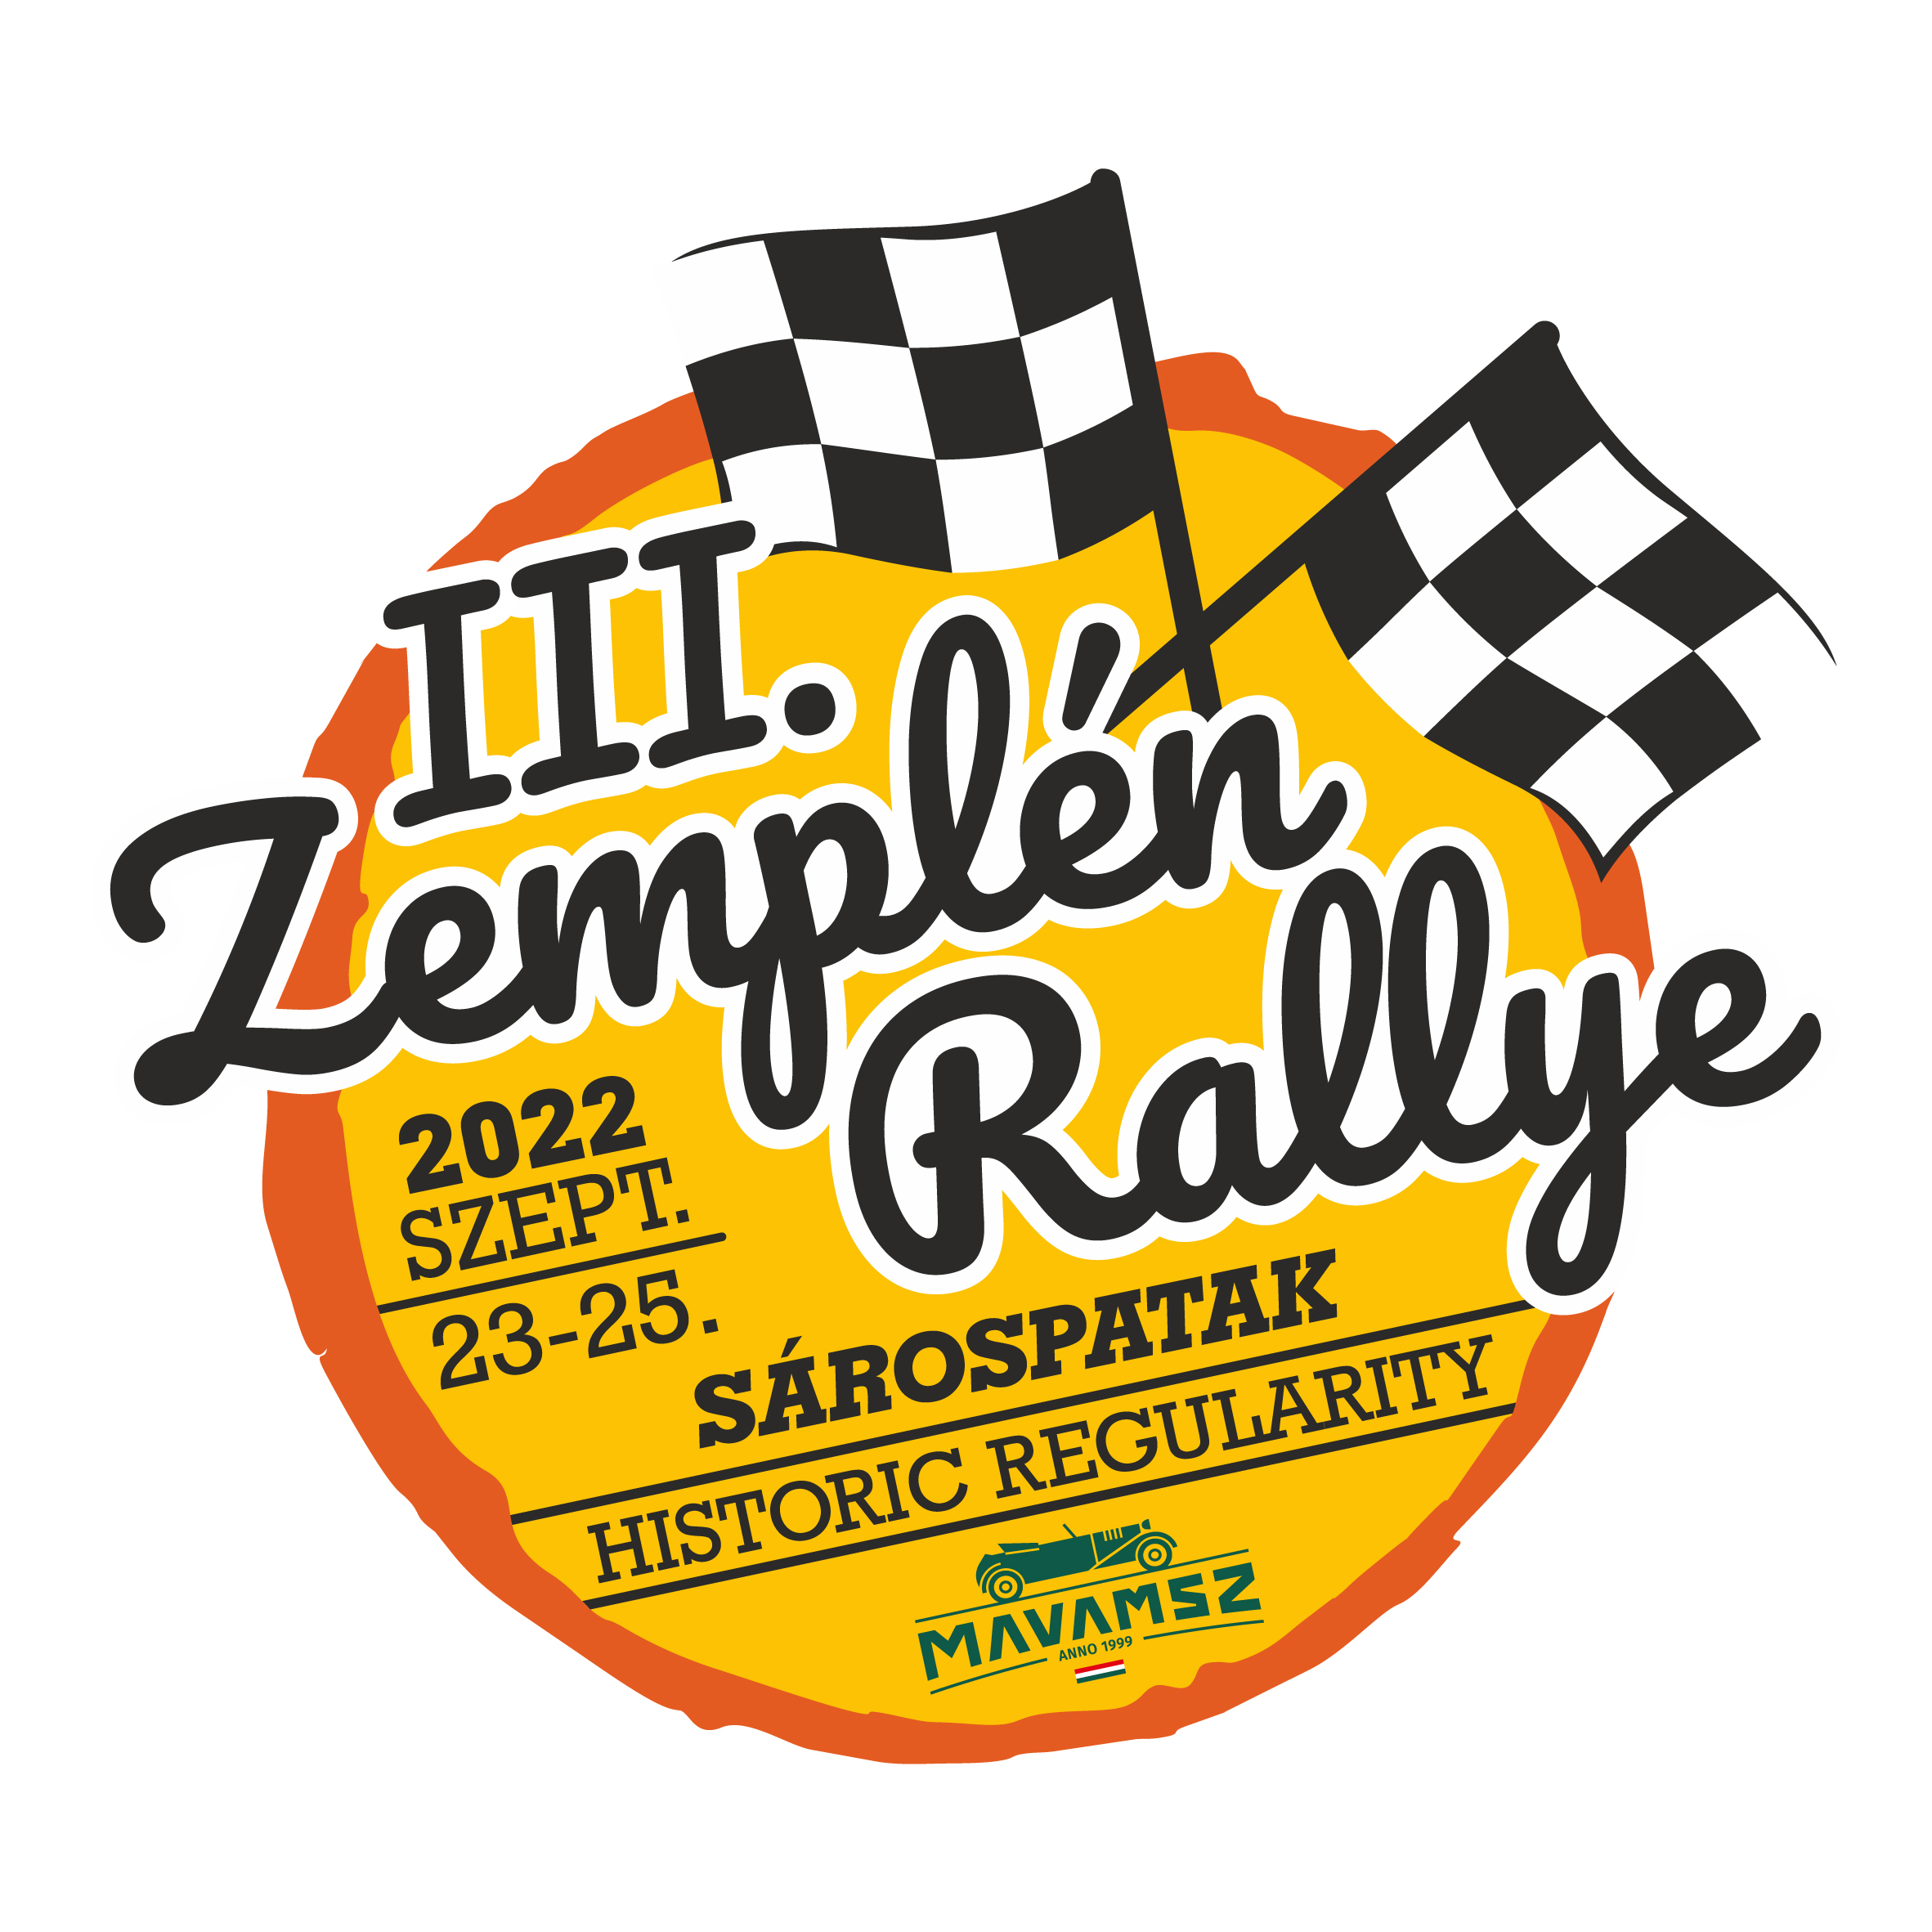 III.
Zemplén
Rallye
2022
SZEPT.
23-25.
SÁROSPATAK
HISTORIC REGULARITY
MAVAMSZ
ANNO 1999